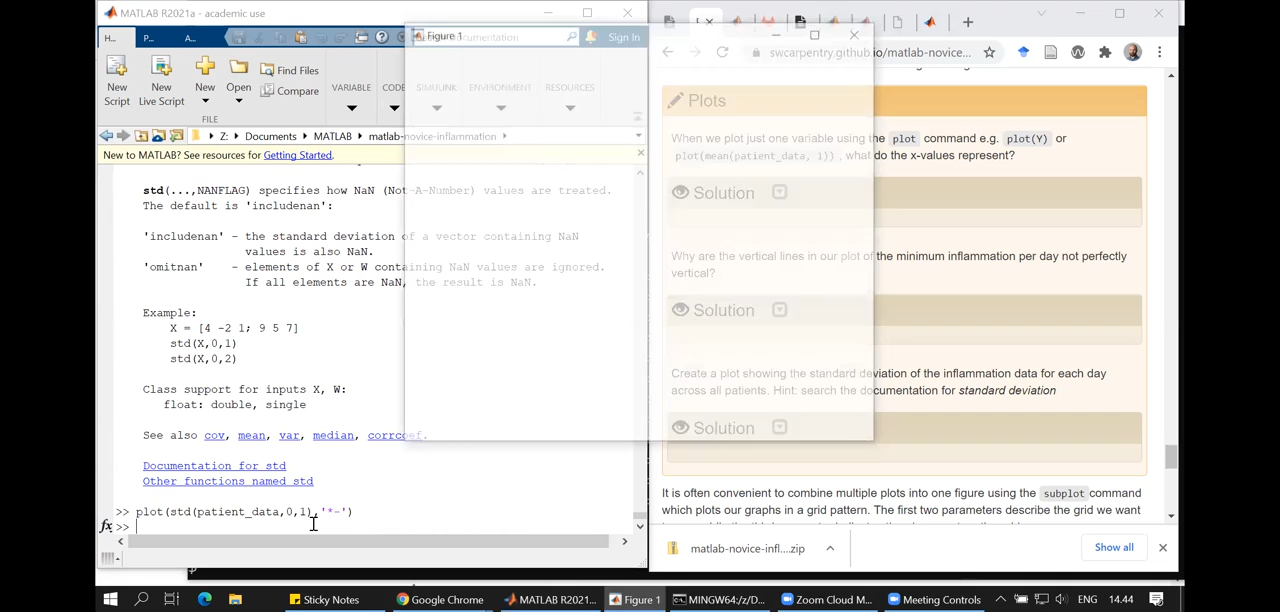 MATLAB R2021a - academic use
H...
P...
A...
Search Documentation
Sign In
New Script
New Live Script
New
Open
Find Files
Compare
FILE
VARIABLE
CODE
SIMULINK
ENVIRONMENT
RESOURCES
Z: Documents MATLAB matlab-novice-inflammation
New to MATLAB? See resources for Getting Started.
std(...,NANFLAG) specifies how NaN (Not-A-Number) values are treated.
The default is 'includenan':
'includenan' - the standard deviation of a vector containing NaN
values is also NaN.
'omitnan' - elements of X or W containing NaN values are ignored.
If all elements are NaN, the result is NaN.
Example:
X = [4 -2 1; 9 5 7]
std(X,0,1)
std(X,0,2)
Class support for inputs X, W:
float: double, single
See also cov, mean, var, median, corrcoef.
Documentation for std
Other functions named std
>> plot(std(patient_data,0,1),'*-')
fx >>
Figure 1
swcarpentry.github.io/matlab-novice...
Plots
When we plot just one variable using the plot command e.g. plot(Y) or
plot(mean(patient_data, 1)), what do the x-values represent?
Solution
Why are the vertical lines in our plot of the minimum inflammation per day not perfectly
vertical?
Solution
Create a plot showing the standard deviation of the inflammation data for each day
across all patients. Hint: search the documentation for standard deviation
Solution
It is often convenient to combine multiple plots into one figure using the subplot command
which plots our graphs in a grid pattern. The first two parameters describe the grid we want
matlab-novice-infl....zip
Show all
Sticky Notes
Google Chrome
MATLAB R2021...
Figure 1
MINGW64:/z/D...
Zoom Cloud M...
Meeting Controls
ENG
14.44